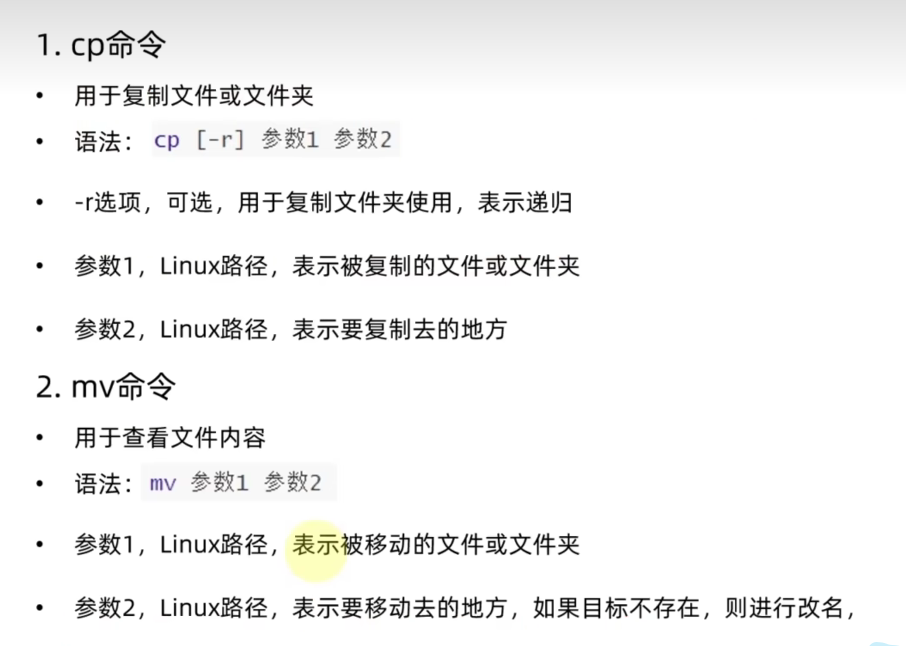 1. cp命令
• 用于复制文件或文件夹
• 语法： cp [-r] 参数1 参数2
• -r选项，可选，用于复制文件夹使用，表示递归
• 参数1，Linux路径，表示被复制的文件或文件夹
• 参数2，Linux路径，表示要复制去的地方
2. mv命令
• 用于查看文件内容
• 语法： mv 参数1 参数2
• 参数1，Linux路径，表示被移动的文件或文件夹
• 参数2，Linux路径，表示要移动去的地方，如果目标不存在，则进行改名，